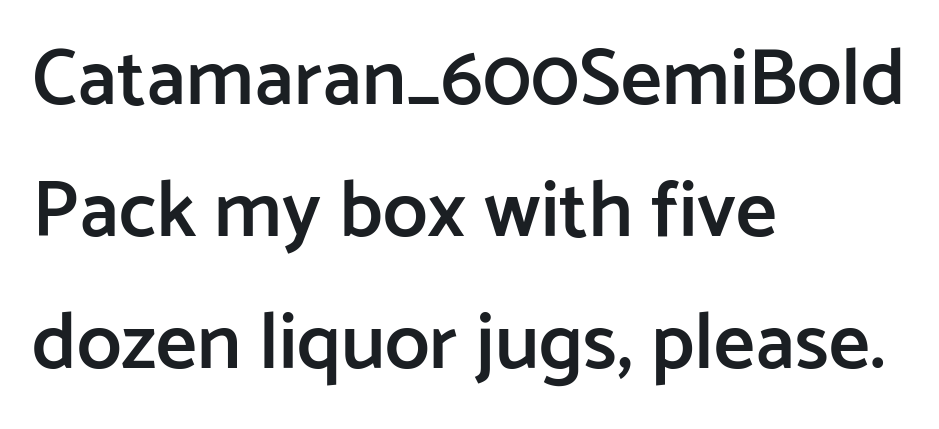 Catamaran_600SemiBold
Pack my box with five
dozen liquor jugs, please.